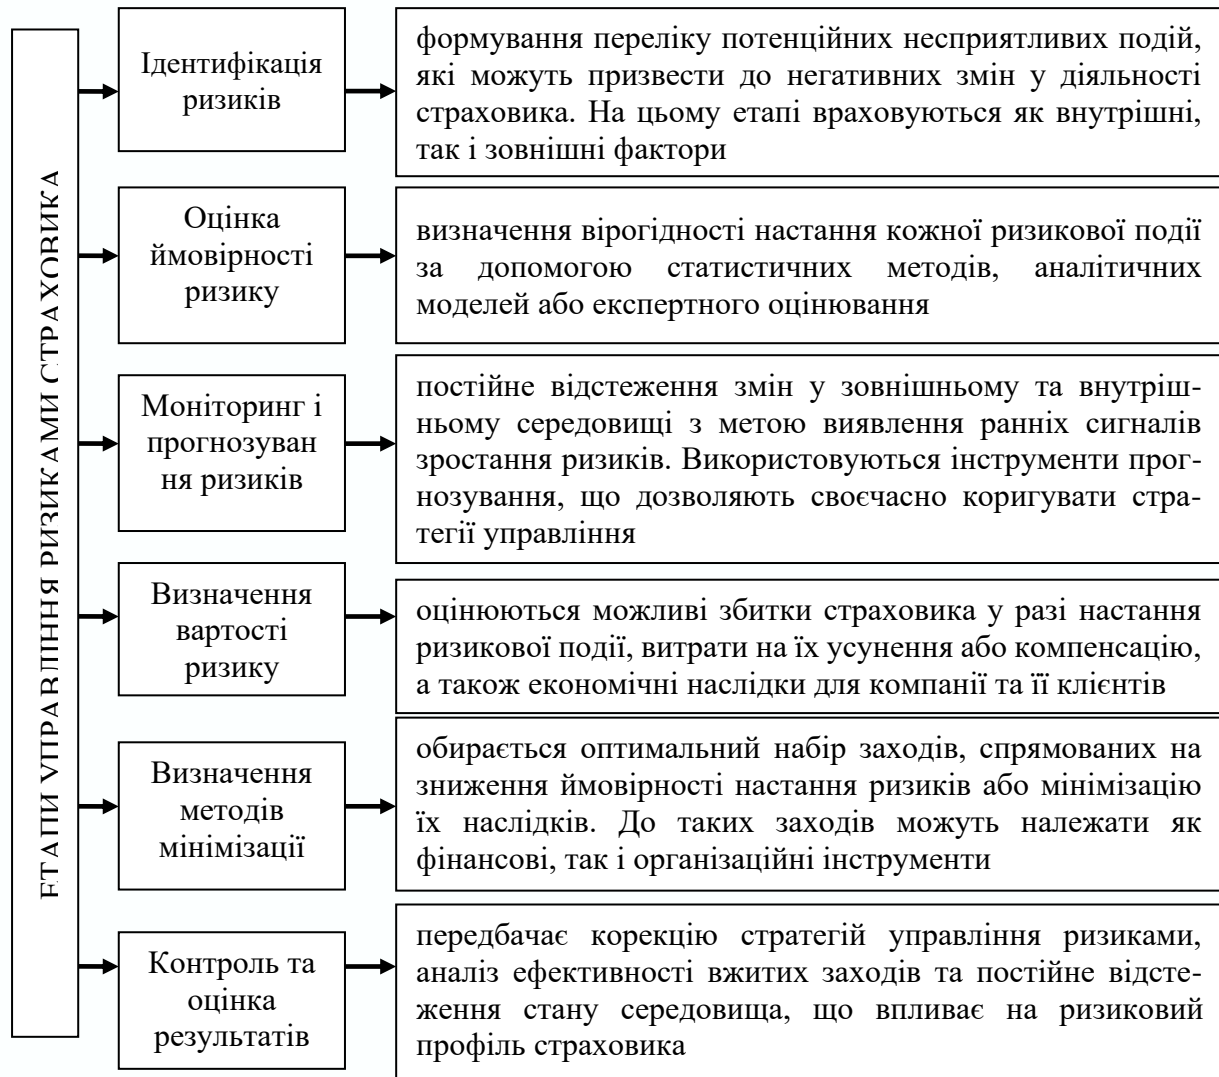 ЕТАПИ УПРАВЛІННЯ РИЗИКАМИ СТРАХОВИКА
Ідентифікація
ризиків
формування переліку потенційних несприятливих подій,
які можуть призвести до негативних змін у діяльності
страховика. На цьому етапі враховуються як внутрішні,
так і зовнішні фактори
Оцінка
ймовірності
ризику
визначення вірогідності настання кожної ризикової події
за допомогою статистичних методів, аналітичних
моделей або експертного оцінювання
Моніторинг і
прогнозуван
ня ризиків
постійне відстеження змін у зовнішньому та внутріш-
ньому середовищі з метою виявлення ранніх сигналів
зростання ризиків. Використовуються інструменти прог-
нозування, що дозволяють своєчасно коригувати стра-
тегії управління
Визначення
вартості
ризику
оцінюються можливі збитки страховика у разі настання
ризикової події, витрати на їх усунення або компенсацію,
а також економічні наслідки для компанії та її клієнтів
Визначення
методів
мінімізації
обирається оптимальний набір заходів, спрямованих на
зниження ймовірності настання ризиків або мінімізацію
їх наслідків. До таких заходів можуть належати як
фінансові, так і організаційні інструменти
Контроль та
оцінка
результатів
передбачає корекцію стратегій управління ризиками,
аналіз ефективності вжитих заходів та постійне відсте-
ження стану середовища, що впливає на ризиковий
профіль страховика